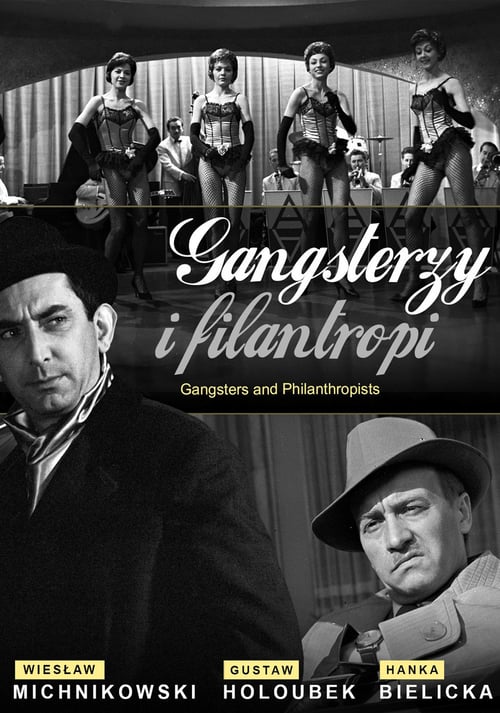 Gangsterzy
i filantropi
Gangsters and Philanthropists
WIESŁAW
MICHNIKOWSKI
GUSTAW
HOLOUBEK
HANKA
BIELICKA